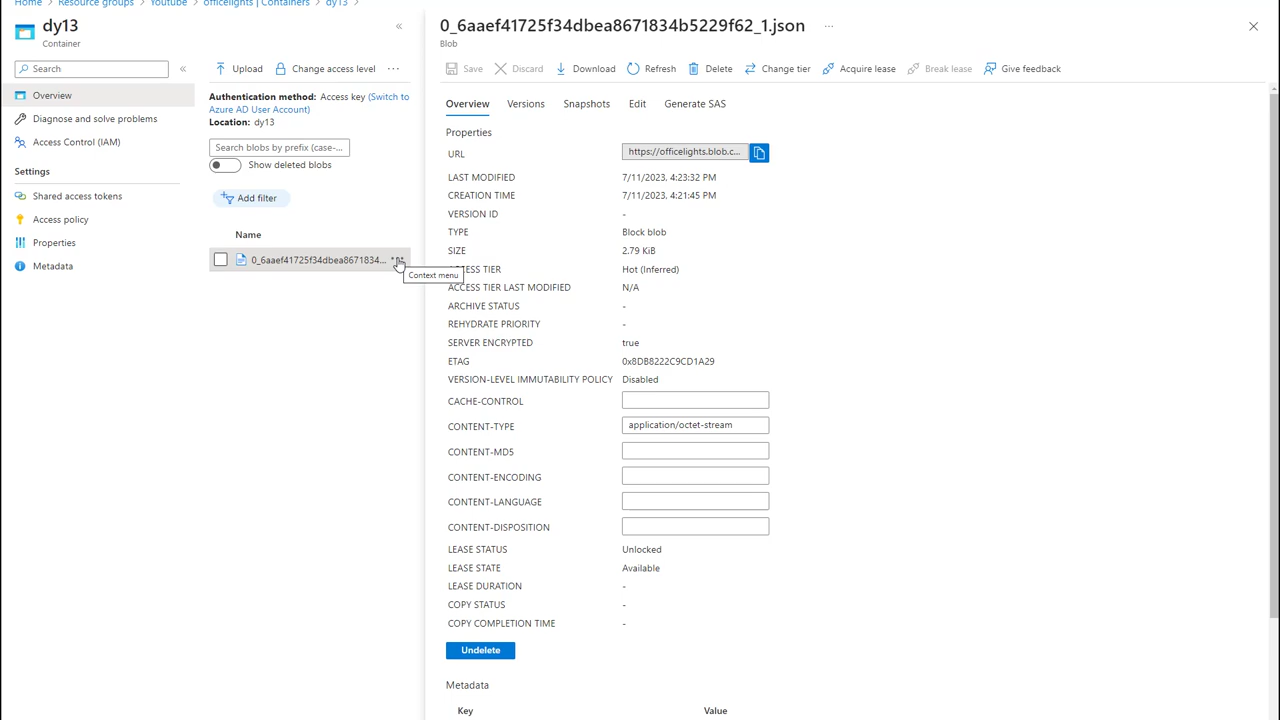 Home > Resource groups > Youtube > officelights | Containers > dy13 >
dy13
Container
«
Search
«
Overview
Diagnose and solve problems
Access Control (IAM)
Settings
Shared access tokens
Access policy
Properties
Metadata
Upload
Change access level
...
Authentication method: Access key (Switch to
Azure AD User Account)
Location: dy13
Search blobs by prefix (case-...
Show deleted blobs
Add filter
Name
0_6aaef41725f34dbea8671834...
Context menu
0_6aaef41725f34dbea8671834b5229f62_1.json
...
Blob
Save
Discard
Download
Refresh
Delete
Change tier
Acquire lease
Break lease
Give feedback
Overview
Versions
Snapshots
Edit
Generate SAS
Properties
URL
https://officelights.blob.c...
LAST MODIFIED
7/11/2023, 4:23:32 PM
CREATION TIME
7/11/2023, 4:21:45 PM
VERSION ID
-
TYPE
Block blob
SIZE
2.79 KiB
TIER
Hot (Inferred)
ACCESS TIER LAST MODIFIED
N/A
ARCHIVE STATUS
-
REHYDRATE PRIORITY
-
SERVER ENCRYPTED
true
ETAG
0x8DB8222C9CD1A29
VERSION-LEVEL IMMUTABILITY POLICY
Disabled
CACHE-CONTROL
CONTENT-TYPE
application/octet-stream
CONTENT-MD5
CONTENT-ENCODING
CONTENT-LANGUAGE
CONTENT-DISPOSITION
LEASE STATUS
Unlocked
LEASE STATE
Available
LEASE DURATION
-
COPY STATUS
-
COPY COMPLETION TIME
-
Undelete
Metadata
Key
Value